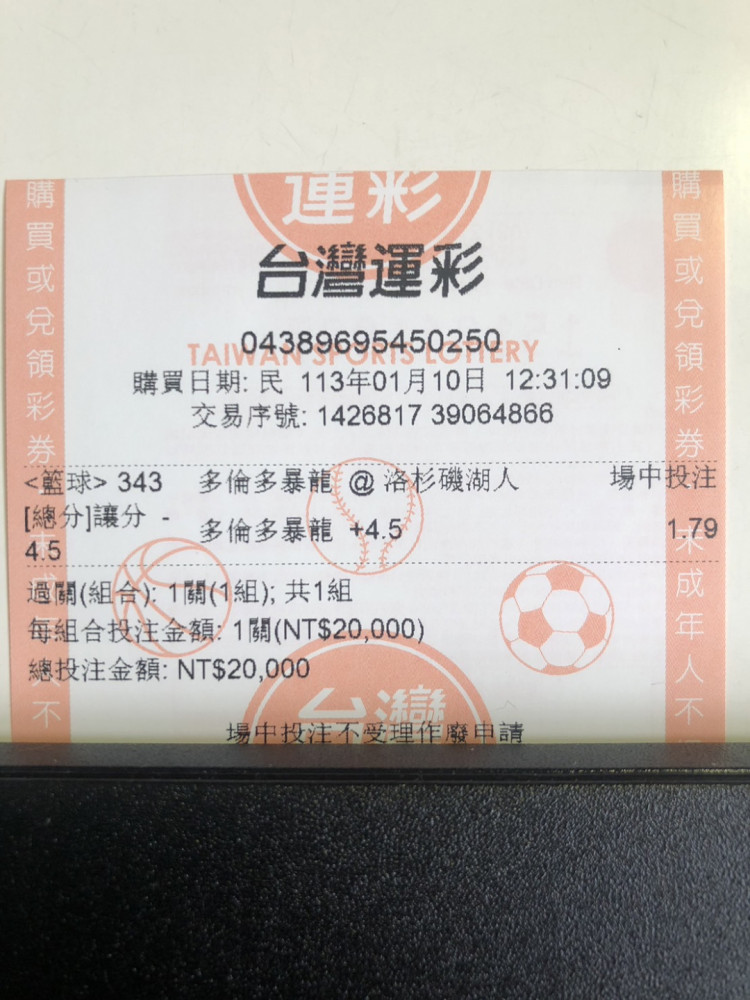 運彩
台灣運彩
04389695450250
TAIWAN SPORTS LOTTERY
購買日期: 民 113年01月10日 12:31:09
交易序號: 1426817 39064866
<籃球> 343 多倫多暴龍 @ 洛杉磯湖人 場中投注
[總分]讓分 - 4.5 多倫多暴龍 +4.5 1.79
過關(組合): 1關(1組); 共1組
每組合投注金額: 1關(NT$20,000)
總投注金額: NT$20,000
台灣
場中投注不受理作廢申請
購買或兌領彩券
不
購買或兌領彩券
未成年人不